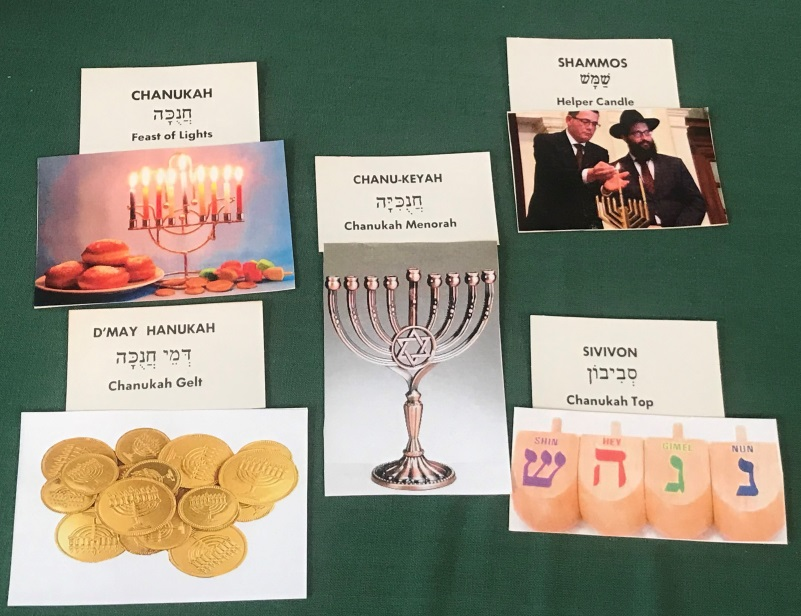 CHANUKAH
חֲנֻכָּה
Feast of Lights
SHAMMOS
שַׁמָּשׁ
Helper Candle
CHANU-KEYAH
חֲנֻכִּיָּה
Chanukah Menorah
D'MAY HANUKAH
דְּמֵי חֲנֻכָּה
Chanukah Gelt
SIVIVON
סְבִיבוֹן
Chanukah Top
SHIN HEY GIMEL NUN
ש ה ג נ